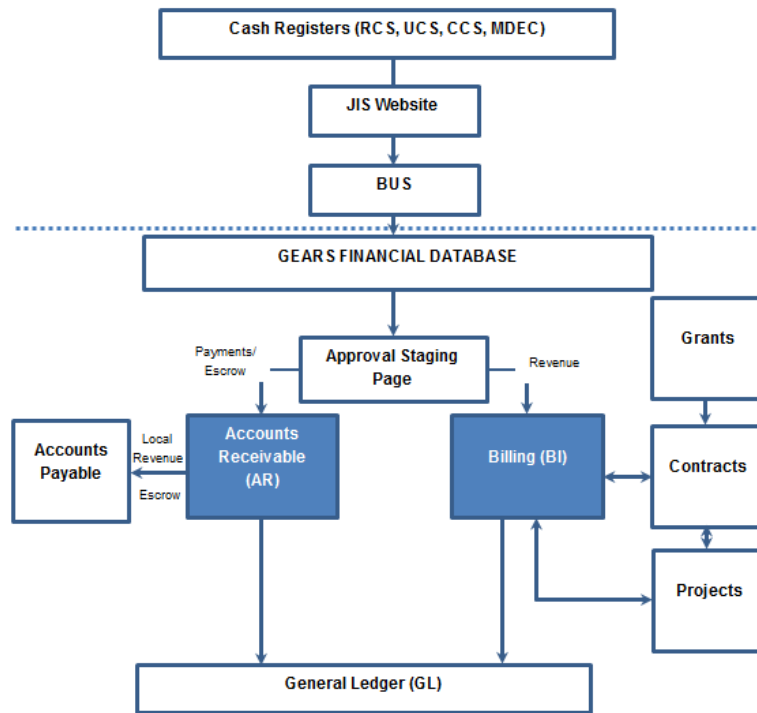 Cash Registers (RCS, UCS, CCS, MDEC)
JIS Website
BUS
GEARS FINANCIAL DATABASE
Approval Staging
Page
Payments/
Escrow
Revenue
Grants
Accounts
Payable
Local
Revenue
Escrow
Accounts
Receivable
(AR)
Billing (BI)
Contracts
Projects
General Ledger (GL)